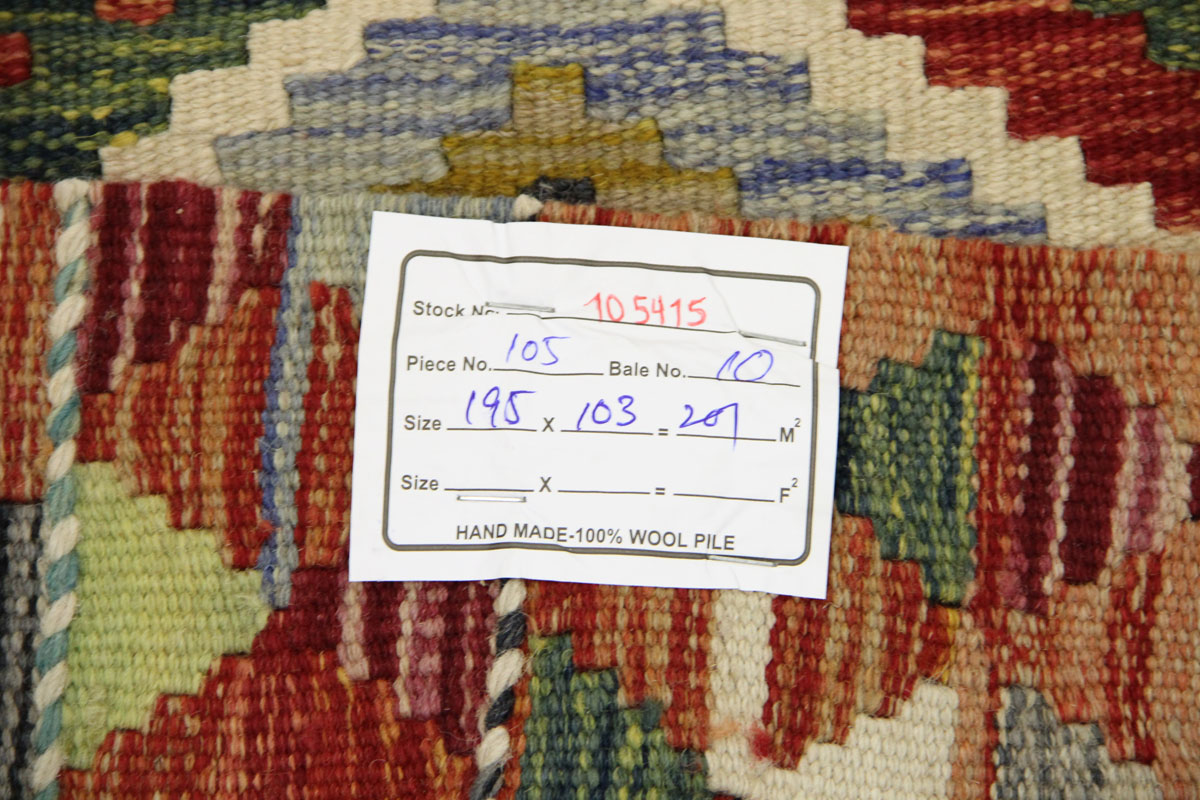 Stock No. 105415
Piece No. 105 Bale No. 10
Size 195 X 103 = 201 M²
Size X = F²
HAND MADE-100% WOOL PILE